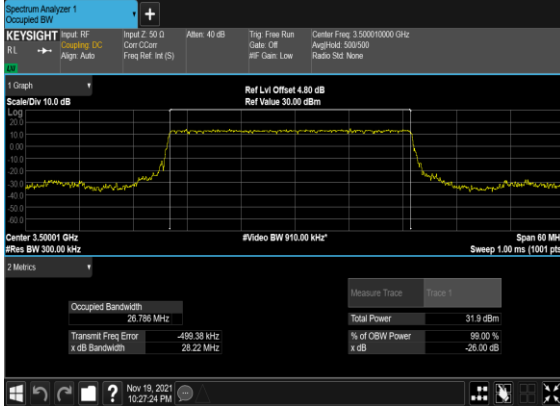 Spectrum Analyzer 1
Occupied BW
+
KEYSIGHT Input: RF Input Z: 50 Ω Atten: 40 dB Trig: Free Run Center Freq: 3.500010000 GHz
RL Coupling: DC Corr CCorr Gate: Off Avg|Hold: 500/500
Align: Auto Freq Ref: Int (S) #IF Gain: Low Radio Std: None
1 Graph
Ref Lvl Offset 4.80 dB
Scale/Div 10.0 dB Ref Value 30.00 dBm
Log
20.0
10.0
0.00
-10.0
-20.0
-30.0
-40.0
-50.0
-60.0
Center 3.50001 GHz #Video BW 910.00 kHz* Span 60 MH
#Res BW 300.00 kHz Sweep 1.00 ms (1001 pts
2 Metrics
Measure Trace Trace 1
Occupied Bandwidth
26.786 MHz Total Power 31.9 dBm
Transmit Freq Error -499.38 kHz % of OBW Power 99.00 %
x dB Bandwidth 28.22 MHz x dB -26.00 dB
? Nov 19, 2021
10:27:24 PM